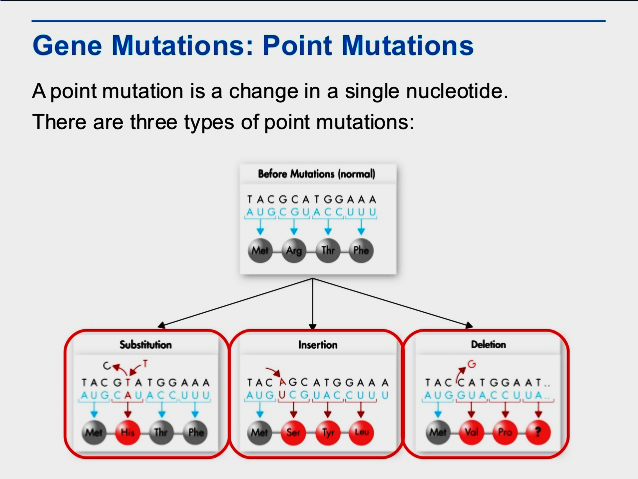 Gene Mutations: Point Mutations
A point mutation is a change in a single nucleotide.
There are three types of point mutations:
Before Mutations (normal)
T A C G C A T G G A A A
A U G C G U A C C U U U
Met Arg Thr Phe
Substitution
C T
T A C G T A T G G A A A
A U G C A U A C C U U U
Met His Thr Phe
Insertion
T A C A G C A T G G A A A
A U G U C G U A C C U U U
Met Ser Tyr Leu
Deletion
G
T A C C A T G G A A T . .
A U G G U A C C U U A . . .
Met Val Pro ?